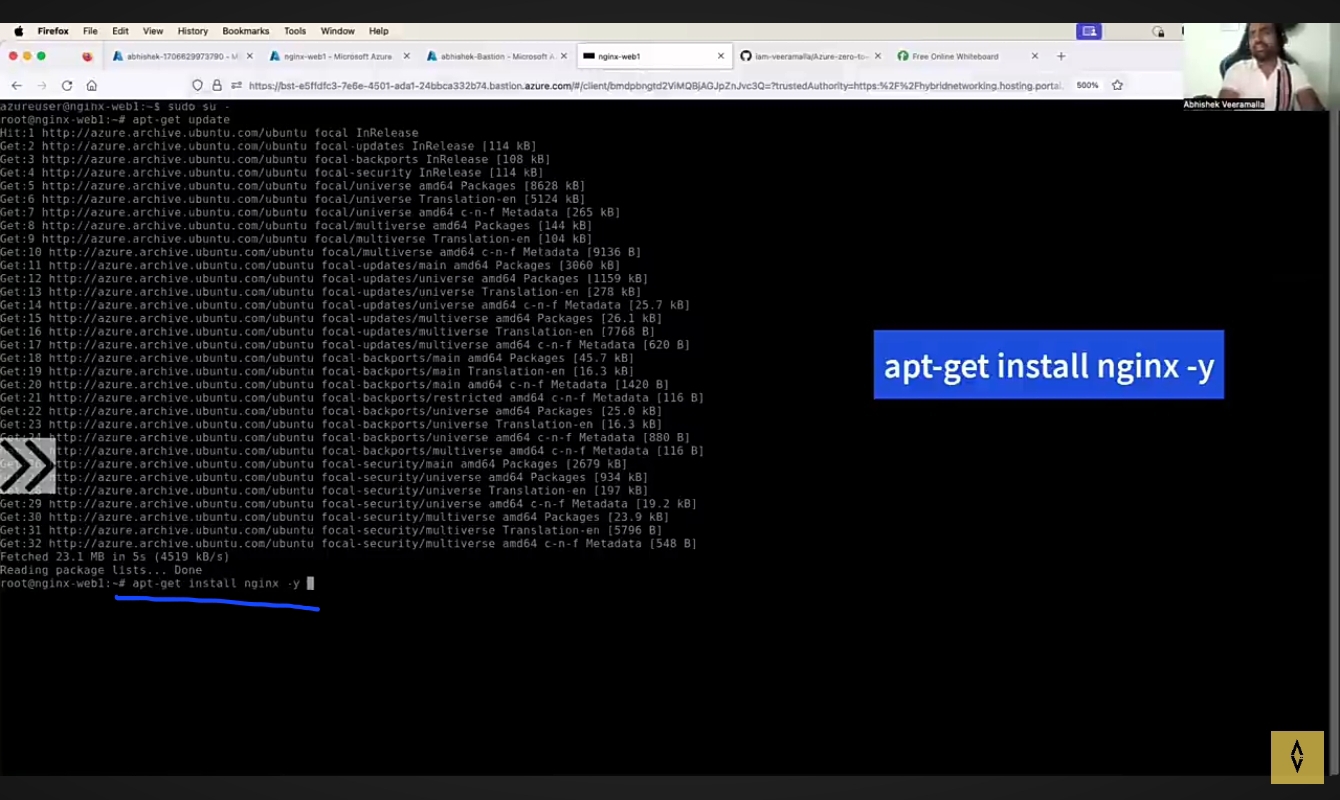 Firefox File Edit View History Bookmarks Tools Window Help
abhishek-1706629973790 - M
nginx-web1 - Microsoft Azure
abhishek-Bastion - Microsoft A
nginx-web1
iam-veeramalla/Azure-zero-to-
Free Online Whiteboard
500%
Abhishek Veeramalla
azureuser@nginx-web1:~$ sudo su -
root@nginx-web1:~# apt-get update
Hit:1 http://azure.archive.ubuntu.com/ubuntu focal InRelease
Get:2 http://azure.archive.ubuntu.com/ubuntu focal-updates InRelease [114 kB]
Get:3 http://azure.archive.ubuntu.com/ubuntu focal-backports InRelease [108 kB]
Get:4 http://azure.archive.ubuntu.com/ubuntu focal-security InRelease [114 kB]
Get:5 http://azure.archive.ubuntu.com/ubuntu focal/universe amd64 Packages [8628 kB]
Get:6 http://azure.archive.ubuntu.com/ubuntu focal/universe Translation-en [5124 kB]
Get:7 http://azure.archive.ubuntu.com/ubuntu focal/universe amd64 c-n-f Metadata [265 kB]
Get:8 http://azure.archive.ubuntu.com/ubuntu focal/multiverse amd64 Packages [144 kB]
Get:9 http://azure.archive.ubuntu.com/ubuntu focal/multiverse Translation-en [104 kB]
Get:10 http://azure.archive.ubuntu.com/ubuntu focal/multiverse amd64 c-n-f Metadata [9136 B]
Get:11 http://azure.archive.ubuntu.com/ubuntu focal-updates/main amd64 Packages [3060 kB]
Get:12 http://azure.archive.ubuntu.com/ubuntu focal-updates/universe amd64 Packages [1159 kB]
Get:13 http://azure.archive.ubuntu.com/ubuntu focal-updates/universe Translation-en [278 kB]
Get:14 http://azure.archive.ubuntu.com/ubuntu focal-updates/universe amd64 c-n-f Metadata [25.7 kB]
Get:15 http://azure.archive.ubuntu.com/ubuntu focal-updates/multiverse amd64 Packages [26.1 kB]
Get:16 http://azure.archive.ubuntu.com/ubuntu focal-updates/multiverse Translation-en [7768 B]
Get:17 http://azure.archive.ubuntu.com/ubuntu focal-updates/multiverse amd64 c-n-f Metadata [620 B]
Get:18 http://azure.archive.ubuntu.com/ubuntu focal-backports/main amd64 Packages [45.7 kB]
Get:19 http://azure.archive.ubuntu.com/ubuntu focal-backports/main Translation-en [16.3 kB]
Get:20 http://azure.archive.ubuntu.com/ubuntu focal-backports/main amd64 c-n-f Metadata [1420 B]
Get:21 http://azure.archive.ubuntu.com/ubuntu focal-backports/restricted amd64 c-n-f Metadata [116 B]
Get:22 http://azure.archive.ubuntu.com/ubuntu focal-backports/universe amd64 Packages [25.0 kB]
Get:23 http://azure.archive.ubuntu.com/ubuntu focal-backports/universe Translation-en [16.3 kB]
Get:24 http://azure.archive.ubuntu.com/ubuntu focal-backports/universe amd64 c-n-f Metadata [880 B]
ttp://azure.archive.ubuntu.com/ubuntu focal-backports/multiverse amd64 c-n-f Metadata [116 B]
ttp://azure.archive.ubuntu.com/ubuntu focal-security/main amd64 Packages [2679 kB]
ttp://azure.archive.ubuntu.com/ubuntu focal-security/universe amd64 Packages [934 kB]
ttp://azure.archive.ubuntu.com/ubuntu focal-security/universe Translation-en [197 kB]
Get:29 http://azure.archive.ubuntu.com/ubuntu focal-security/universe amd64 c-n-f Metadata [19.2 kB]
Get:30 http://azure.archive.ubuntu.com/ubuntu focal-security/multiverse amd64 Packages [23.9 kB]
Get:31 http://azure.archive.ubuntu.com/ubuntu focal-security/multiverse Translation-en [5796 B]
Get:32 http://azure.archive.ubuntu.com/ubuntu focal-security/multiverse amd64 c-n-f Metadata [548 B]
Fetched 23.1 MB in 5s (4519 kB/s)
Reading package lists... Done
root@nginx-web1:~# apt-get install nginx -y
apt-get install nginx -y